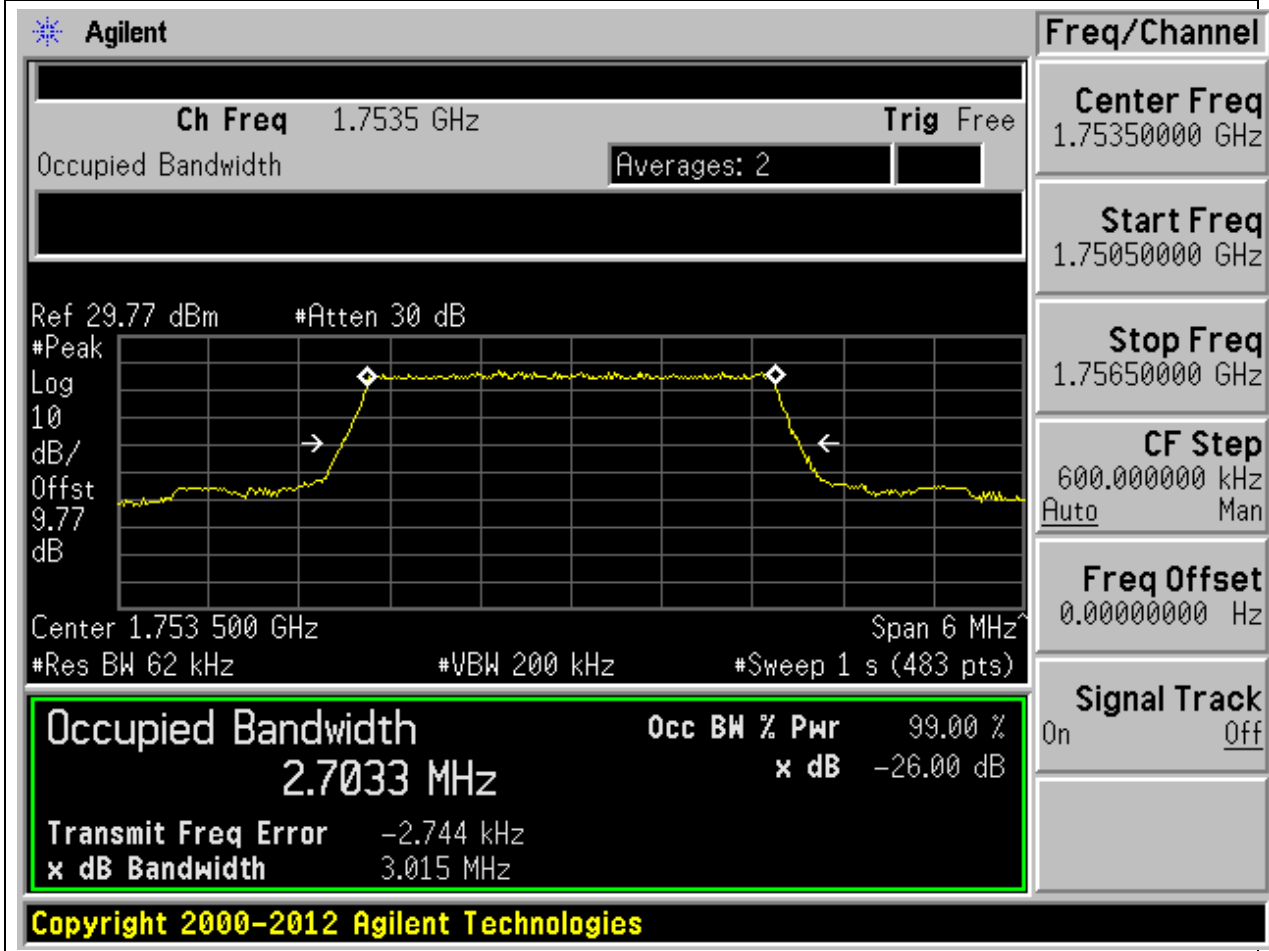 Agilent
Freq/Channel
Ch Freq 1.7535 GHz Trig Free
Occupied Bandwidth Averages: 2
Center Freq
1.75350000 GHz
Start Freq
1.75050000 GHz
Stop Freq
1.75650000 GHz
CF Step
600.000000 kHz
Auto Man
Freq Offset
0.00000000 Hz
Signal Track
On Off
Ref 29.77 dBm #Atten 30 dB
#Peak
Log
10
dB/
Offst
9.77
dB
Center 1.753 500 GHz Span 6 MHz^
#Res BW 62 kHz #VBW 200 kHz #Sweep 1 s (483 pts)
Occupied Bandwidth Occ BW % Pwr 99.00 %
2.7033 MHz x dB -26.00 dB
Transmit Freq Error -2.744 kHz
x dB Bandwidth 3.015 MHz
Copyright 2000-2012 Agilent Technologies